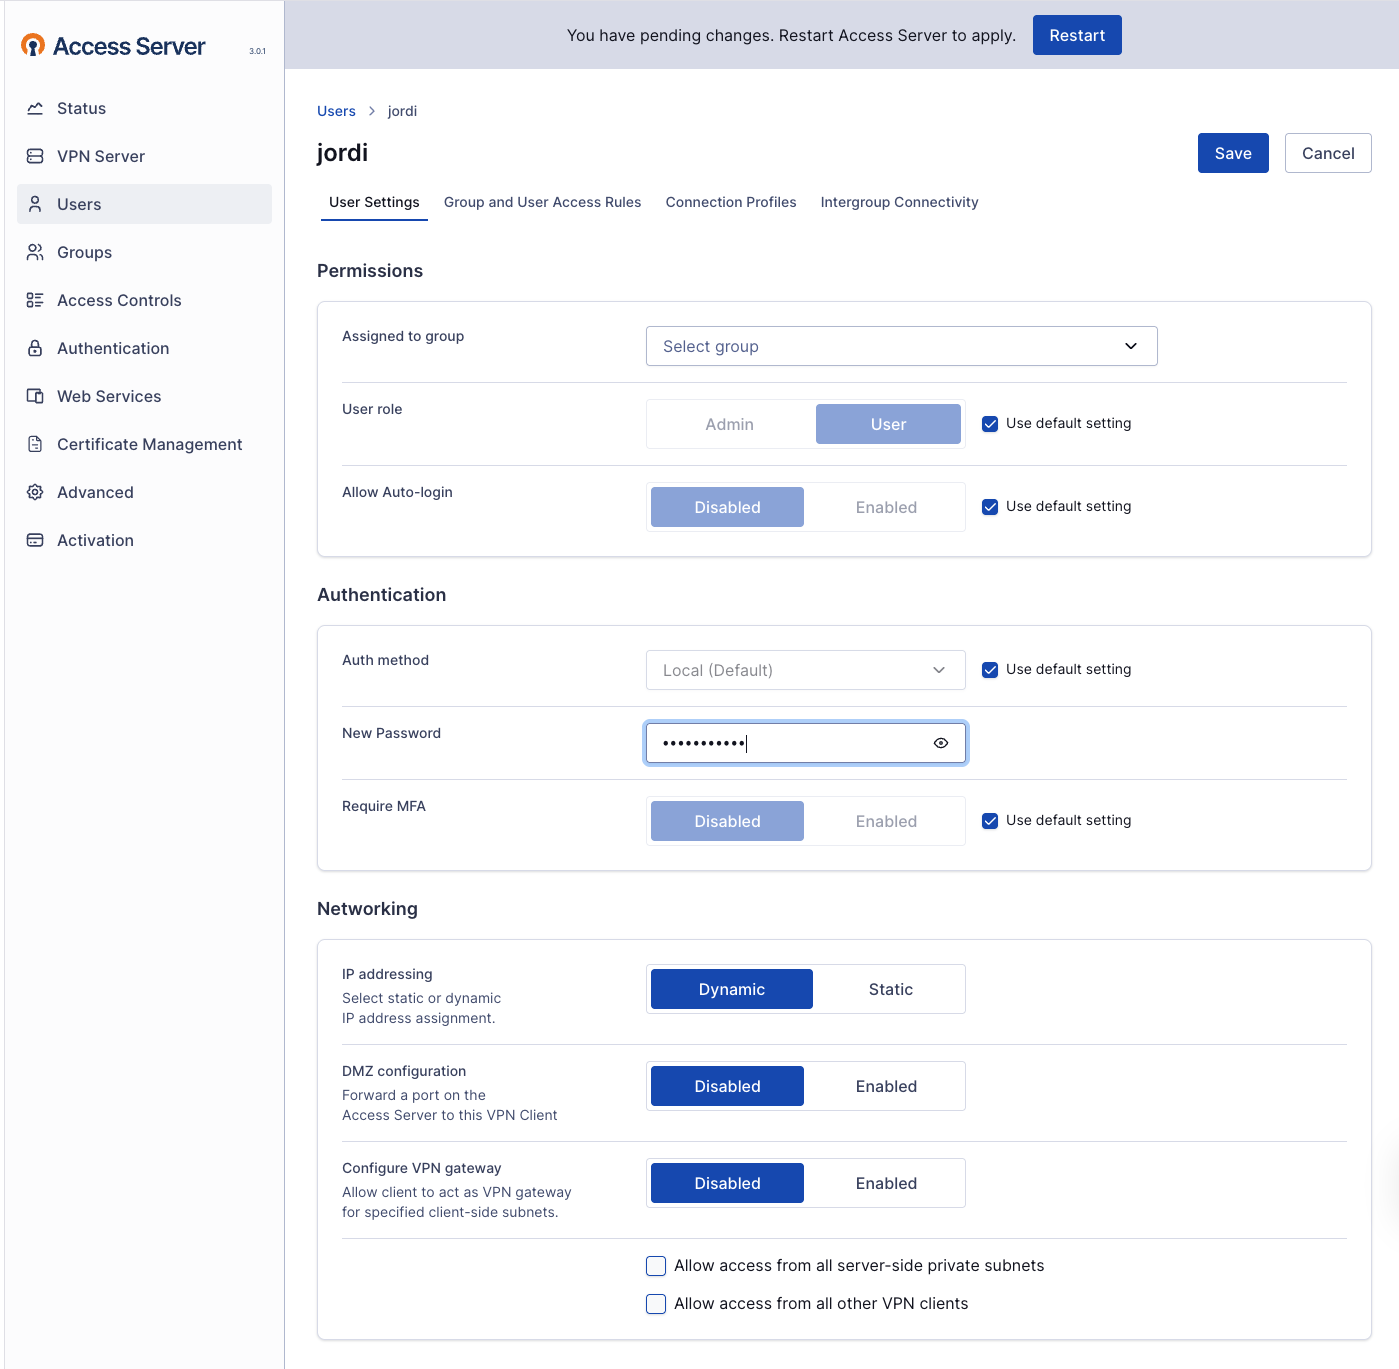 Access Server
3.0.1
Status
VPN Server
Users
Groups
Access Controls
Authentication
Web Services
Certificate Management
Advanced
Activation
You have pending changes. Restart Access Server to apply.
Restart
Users > jordi
jordi
Save
Cancel
User Settings
Group and User Access Rules
Connection Profiles
Intergroup Connectivity
Permissions
Assigned to group
Select group
User role
Admin
User
Use default setting
Allow Auto-login
Disabled
Enabled
Use default setting
Authentication
Auth method
Local (Default)
Use default setting
New Password
•••••••••••
Require MFA
Disabled
Enabled
Use default setting
Networking
IP addressing
Select static or dynamic
IP address assignment.
Dynamic
Static
DMZ configuration
Forward a port on the
Access Server to this VPN Client
Disabled
Enabled
Configure VPN gateway
Allow client to act as VPN gateway
for specified client-side subnets.
Disabled
Enabled
Allow access from all server-side private subnets
Allow access from all other VPN clients